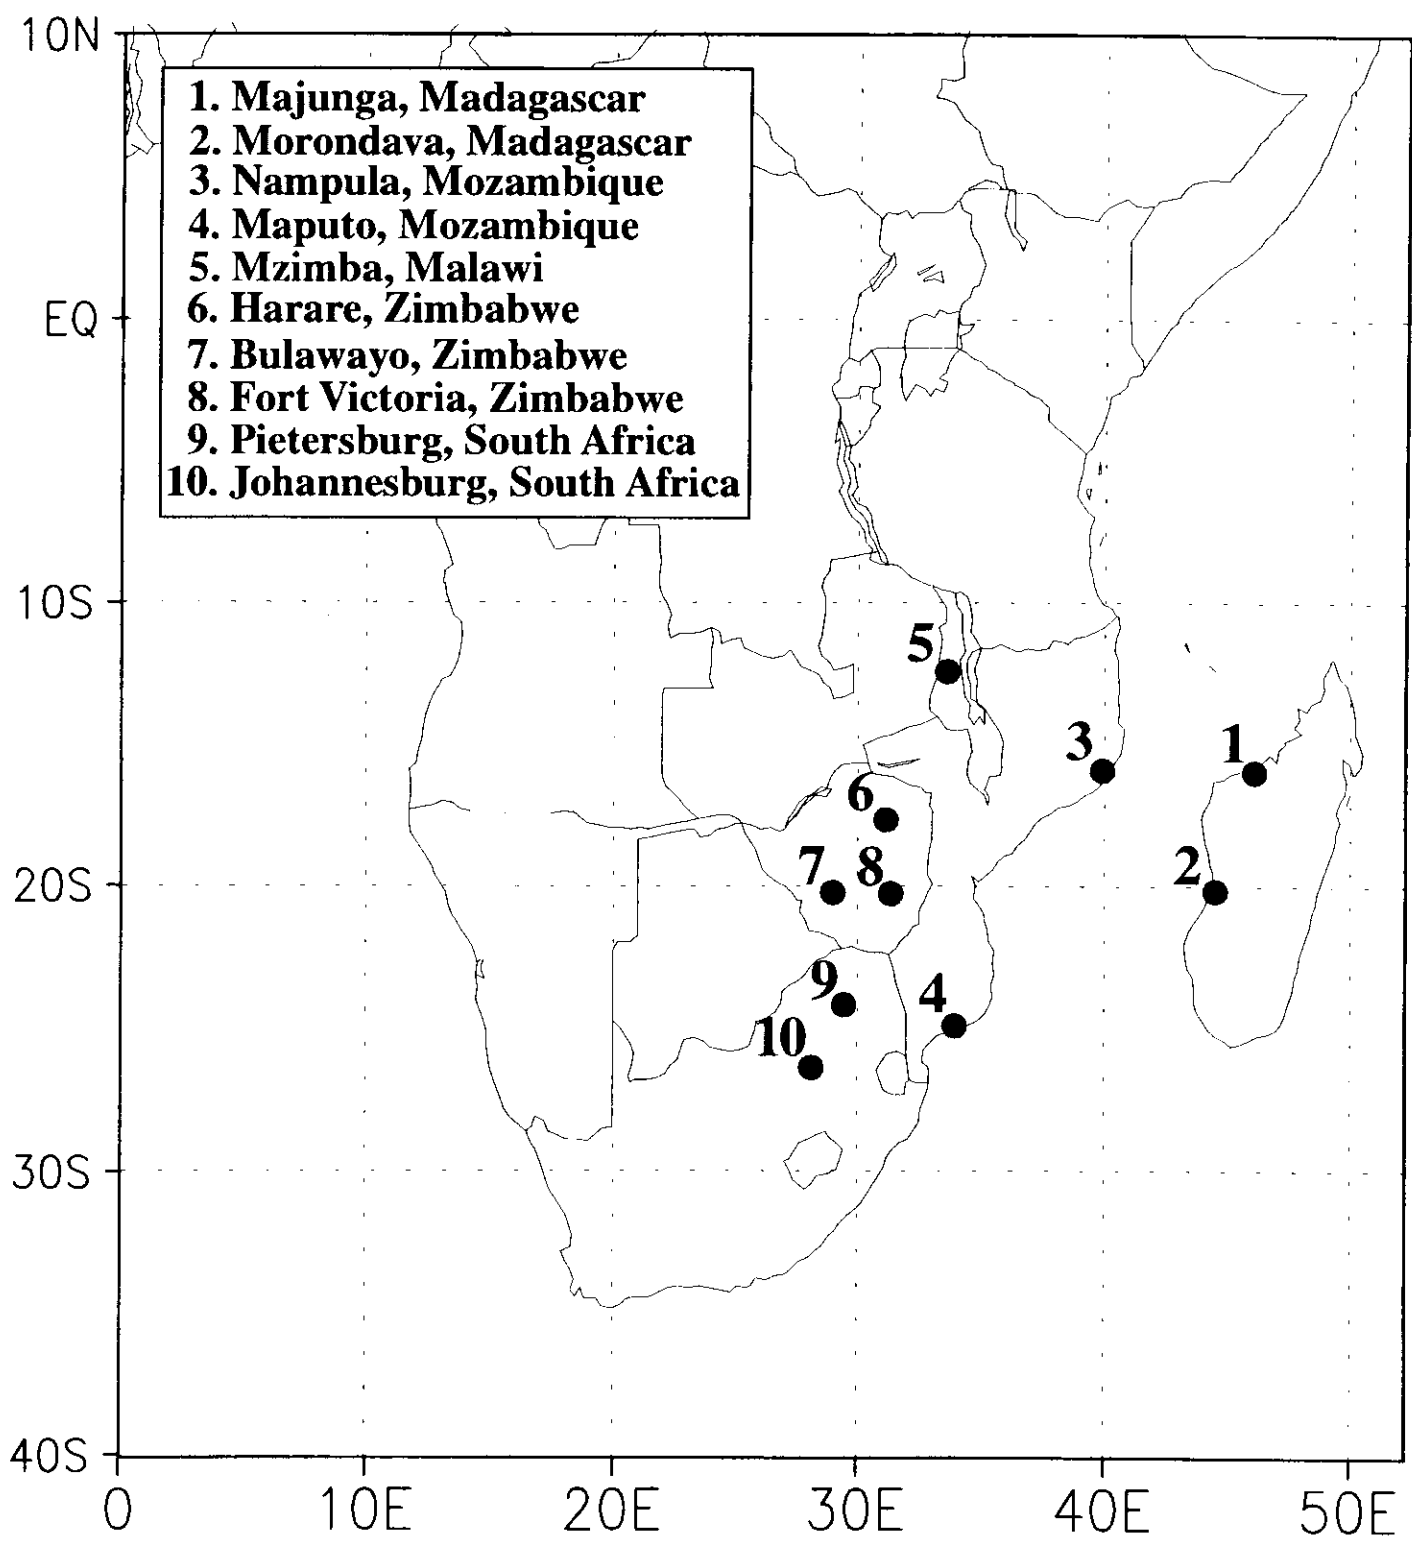 10N
1. Majunga, Madagascar
2. Morondava, Madagascar
3. Nampula, Mozambique
4. Maputo, Mozambique
5. Mzimba, Malawi
6. Harare, Zimbabwe
7. Bulawayo, Zimbabwe
8. Fort Victoria, Zimbabwe
9. Pietersburg, South Africa
10. Johannesburg, South Africa
EQ
10S
5
3
1
6
7
8
2
20S
9
4
10
30S
40S
0
10E
20E
30E
40E
50E